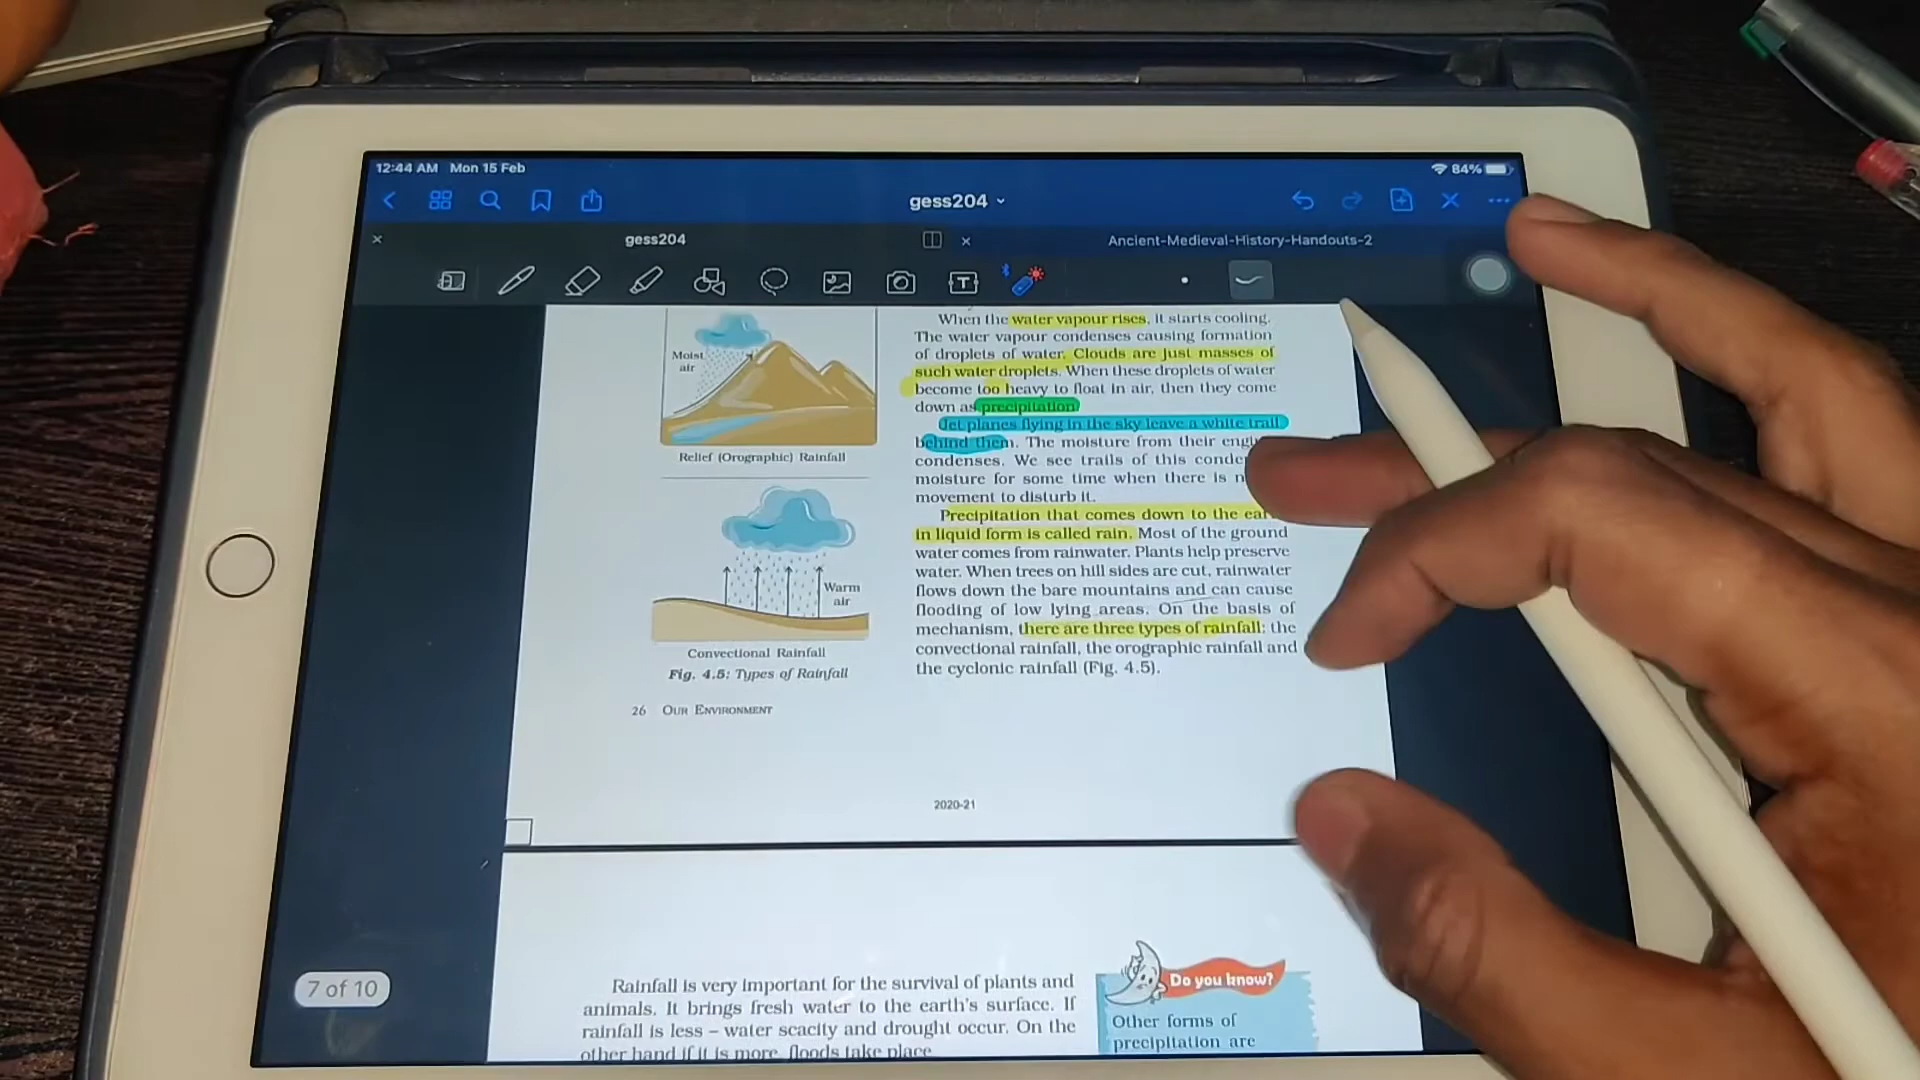 12:44 AM Mon 15 Feb
84%
gess204
gess204
Ancient-Medieval-History-Handouts-2
T
Moist
air
Relief (Orographic) Rainfall
Warm
air
Convectional Rainfall
Fig. 4.5: Types of Rainfall
26 OUR ENVIRONMENT
When the water vapour rises, it starts cooling.
The water vapour condenses causing formation
of droplets of water. Clouds are just masses of
such water droplets. When these droplets of water
become too heavy to float in air, then they come
down as precipitation.
Jet planes flying in the sky leave a white trail
behind them. The moisture from their
condenses. We see trails of this
moisture for some time when there is
movement to disturb it.
Precipitation that comes down to the
in liquid form is called rain. Most of the ground
water comes from rainwater. Plants help preserve
water. When trees on hill sides are cut, rainwater
flows down the bare mountains and can cause
flooding of low lying areas. On the basis of
mechanism, there are three types of rainfall: the
convectional rainfall, the orographic rainfall and
the cyclonic rainfall (Fig. 4.5).
2020-21
7 of 10
Rainfall is very important for the survival of plants and
animals. It brings fresh water to the earth's surface. If
rainfall is less – water scacity and drought occur. On the
other hand if it is more, floods take place
Do you know?
Other forms of
precipitation are